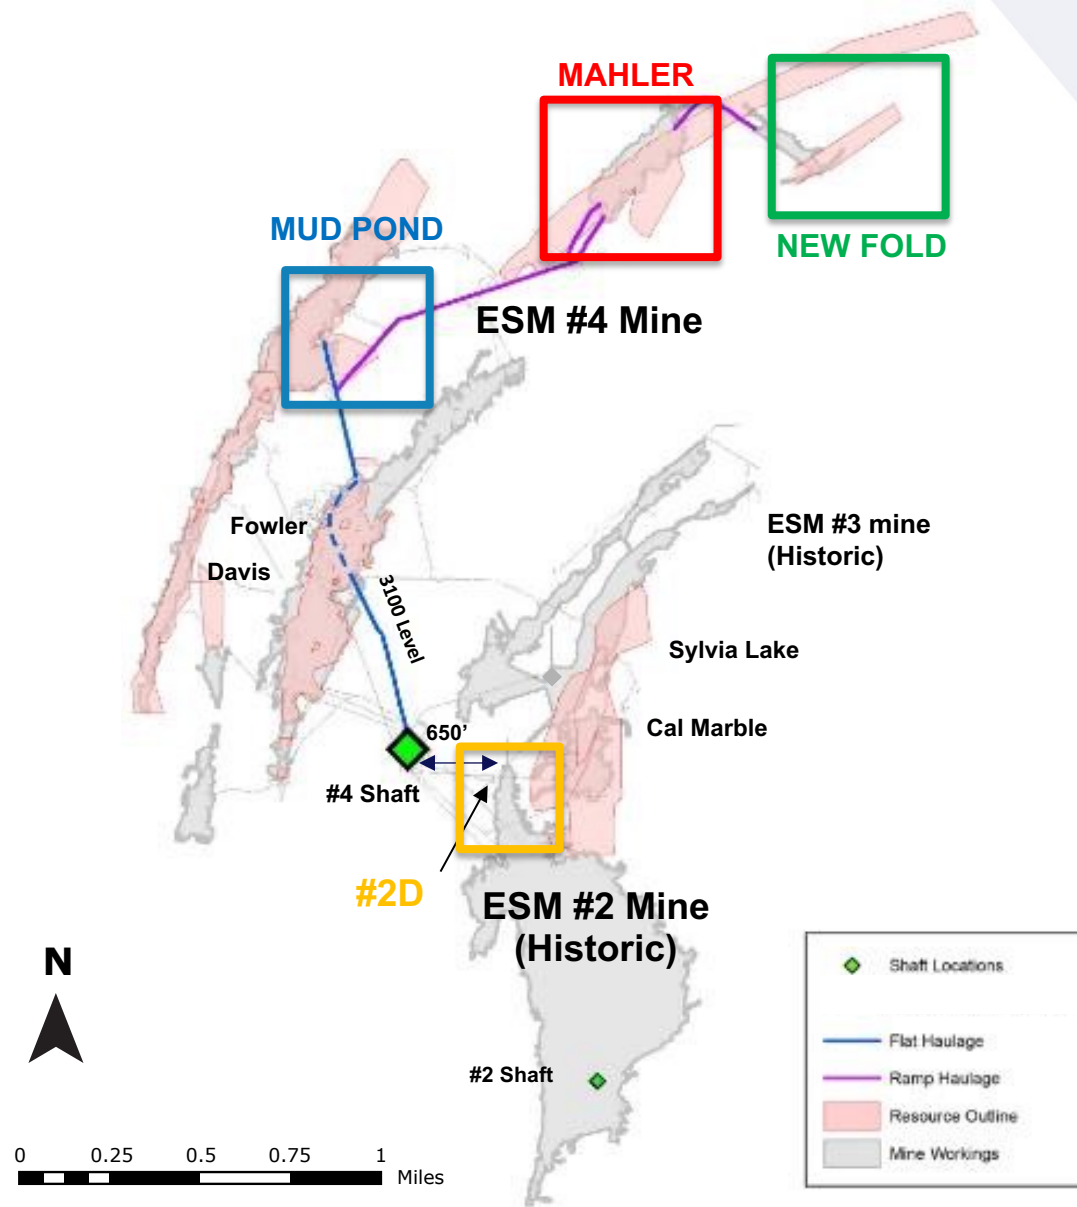 MAHLER
MUD POND
NEW FOLD
ESM #4 Mine
Fowler
Davis
3100 Level
ESM #3 mine
(Historic)
Sylvia Lake
Cal Marble
650’
#4 Shaft
#2D
ESM #2 Mine
(Historic)
N
#2 Shaft
0 0.25 0.5 0.75 1
Miles
Shaft Locations
Flat Haulage
Ramp Haulage
Resource Outline
Mine Workings